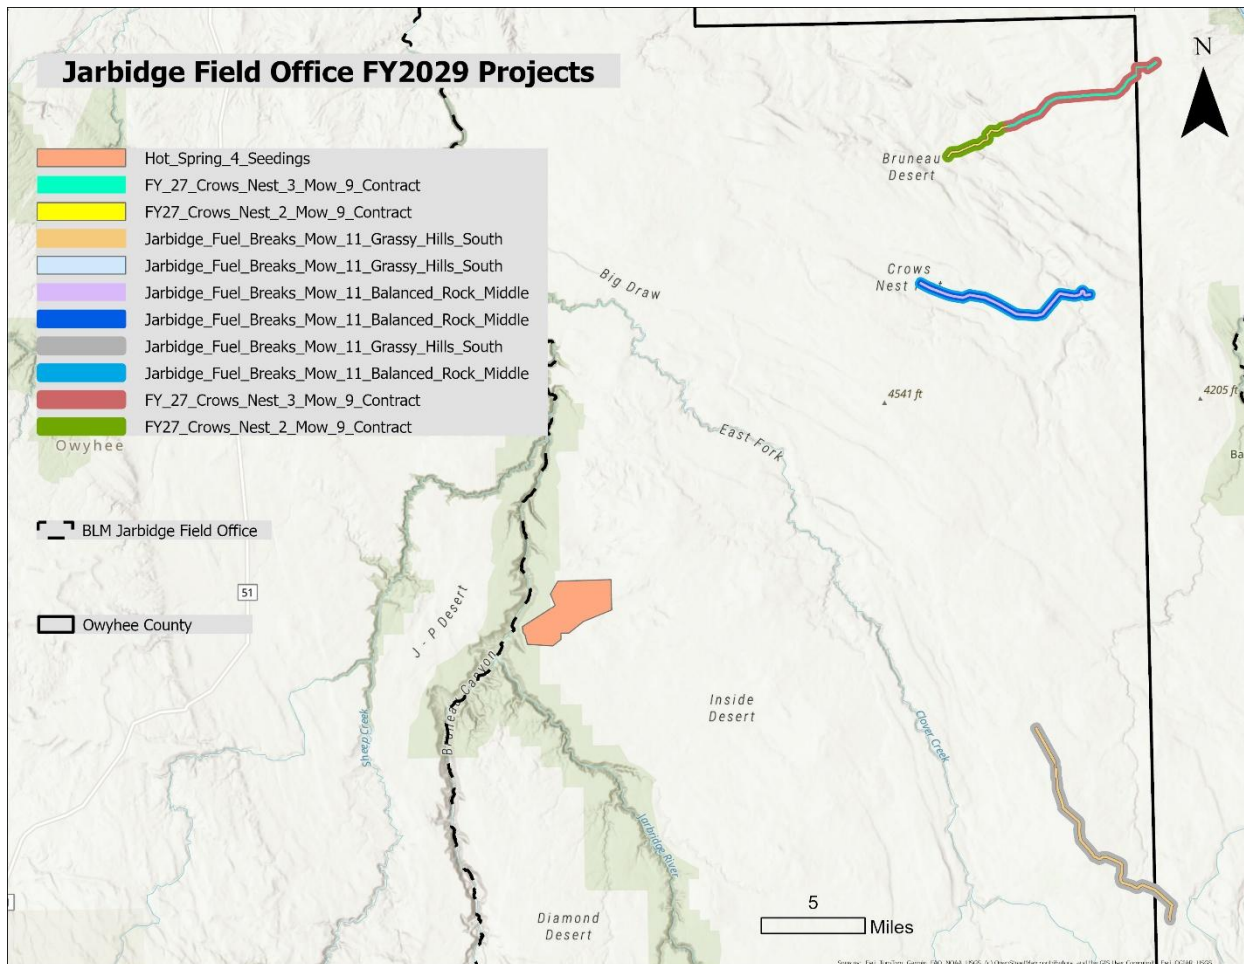 Jarbidge Field Office FY2029 Projects
N
Hot_Spring_4_Seedings
FY_27_Crows_Nest_3_Mow_9_Contract
FY27_Crows_Nest_2_Mow_9_Contract
Jarbidge_Fuel_Breaks_Mow_11_Grassy_Hills_South
Jarbidge_Fuel_Breaks_Mow_11_Grassy_Hills_South
Jarbidge_Fuel_Breaks_Mow_11_Balanced_Rock_Middle
Jarbidge_Fuel_Breaks_Mow_11_Balanced_Rock_Middle
Jarbidge_Fuel_Breaks_Mow_11_Grassy_Hills_South
Jarbidge_Fuel_Breaks_Mow_11_Balanced_Rock_Middle
FY_27_Crows_Nest_3_Mow_9_Contract
FY27_Crows_Nest_2_Mow_9_Contract
Bruneau
Desert
Crows
Nest
Big Draw
4541 ft
4205 ft
East Fork
Owyhee
Ba
BLM Jarbidge Field Office
51
Owyhee County
J - P Desert
Canyon
Inside
Desert
Sheep Creek
Clover Creek
Jarbidge River
Diamond
Desert
5
Miles